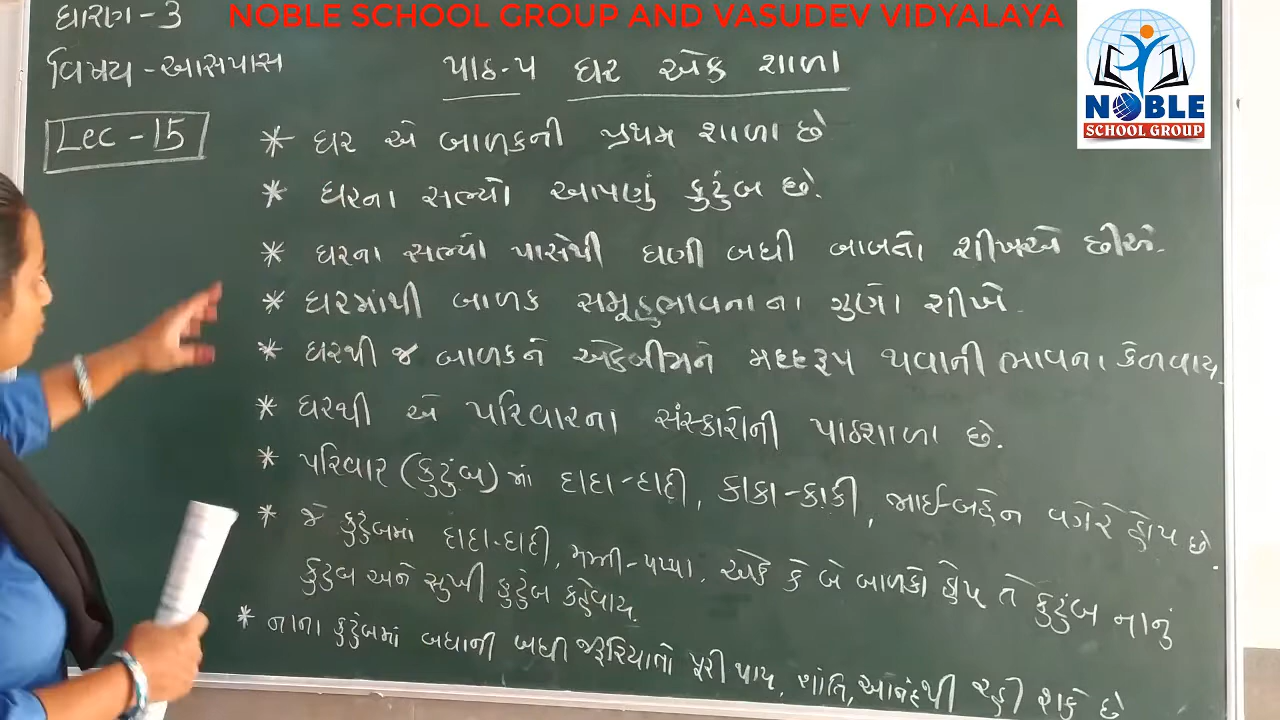 NOBLE SCHOOL GROUP AND VASUDEV VIDYALAYA
NOBLE
SCHOOL GROUP
ધોરણ - 3
વિષય - આસપાસ
પાઠ-૫ ઘર એક શાળા
Lec - 15
* ઘર એ બાળકની પ્રથમ શાળા છે
* ઘરના સભ્યો આપણું કુટુંબ છે.
* ઘરના સભ્યો પાસેથી ઘણી બધી બાબતો શીખએ છીએ.
* ઘરમાંથી બાળક સમૂહભાવનાના ગુણો શીખે.
* ઘરથી જ બાળકને એકબીજાને મદદરૂપ થવાની ભાવના કેળવાય.
* ઘરથી એ પરિવારના સંસ્કારોની પાઠશાળા છે.
* પરિવાર (કુટુંબ) માં દાદા-દાદી, કાકા-કાકી, ભાઈ-બહેન વગેરે હોય છે.
* જે કુટુંબમાં દાદા-દાદી, મમ્મી-પપ્પા, એક કે બે બાળકો હોય તે કુટુંબ નાનું
કુટુંબ અને સુખી કુટુંબ કહેવાય.
* નાના કુટુંબમાં બધાની બધી જરૂરિયાતો પૂરી થાય, શાંતિ, આનંદથી રહી શકે છે